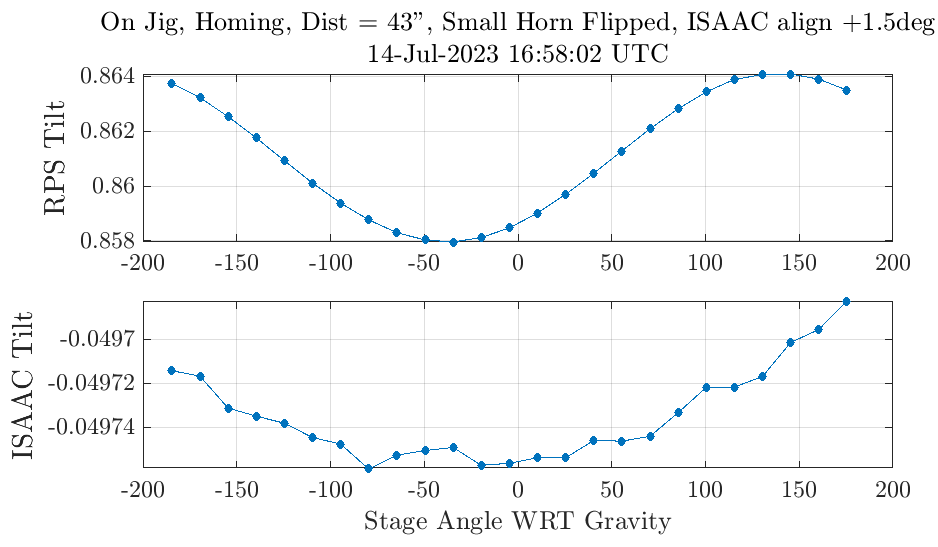 On Jig, Homing, Dist = 43”, Small Horn Flipped, ISAAC align +1.5deg
14-Jul-2023 16:58:02 UTC
RPS Tilt
0.864
0.862
0.86
0.858
-200 -150 -100 -50 0 50 100 150 200
ISAAC Tilt
-0.0497
-0.04972
-0.04974
-200 -150 -100 -50 0 50 100 150 200
Stage Angle WRT Gravity